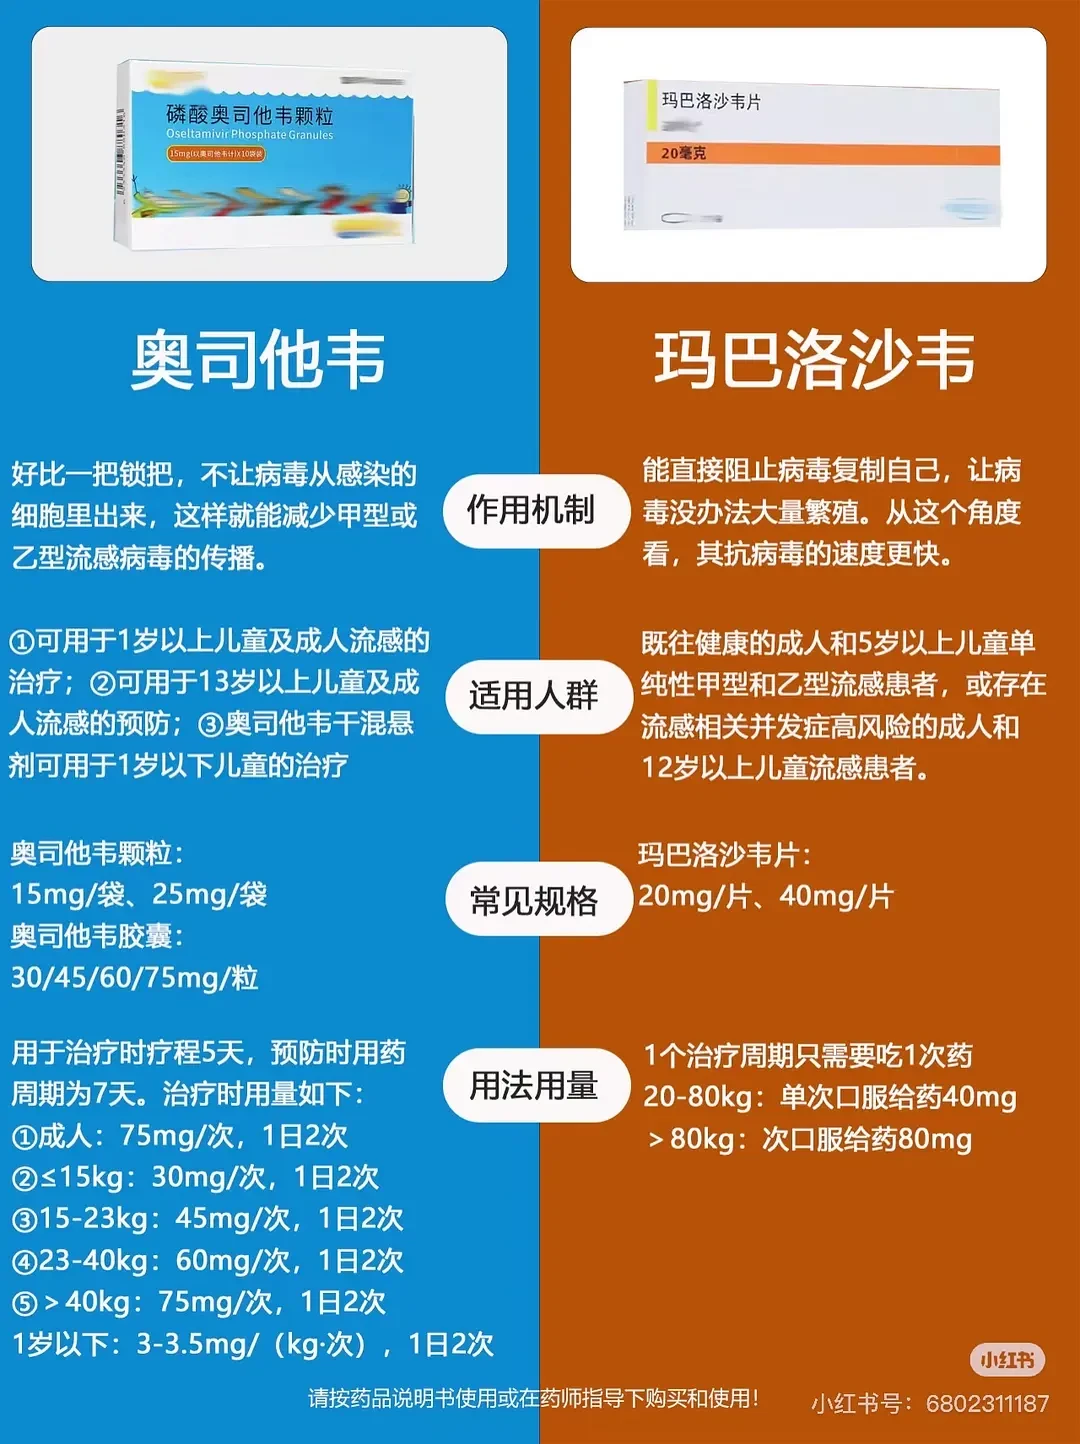 磷酸奥司他韦颗粒
Oseltamivir Phosphate Granules
15mg(以奥司他韦计)X10袋装
玛巴洛沙韦片
20毫克
奥司他韦
玛巴洛沙韦
作用机制
好比一把锁把，不让病毒从感染的
细胞里出来，这样就能减少甲型或
乙型流感病毒的传播。
能直接阻止病毒复制自己，让病
毒没办法大量繁殖。从这个角度
看，其抗病毒的速度更快。
适用人群
①可用于1岁以上儿童及成人流感的
治疗；②可用于13岁以上儿童及成
人流感的预防；③奥司他韦干混悬
剂可用于1岁以下儿童的治疗
既往健康的成人和5岁以上儿童单
纯性甲型和乙型流感患者，或存在
流感相关并发症高风险的成人和
12岁以上儿童流感患者。
常见规格
奥司他韦颗粒：
15mg/袋、25mg/袋
奥司他韦胶囊：
30/45/60/75mg/粒
玛巴洛沙韦片：
20mg/片、40mg/片
用法用量
用于治疗时疗程5天，预防时用药
周期为7天。治疗时用量如下：
①成人：75mg/次，1日2次
②≤15kg：30mg/次，1日2次
③15-23kg：45mg/次，1日2次
④23-40kg：60mg/次，1日2次
⑤＞40kg：75mg/次，1日2次
1岁以下：3-3.5mg/（kg·次），1日2次
1个治疗周期只需要吃1次药
20-80kg：单次口服给药40mg
＞80kg：次口服给药80mg
请按药品说明书使用或在药师指导下购买和使用！
小红书
小红书号：6802311187